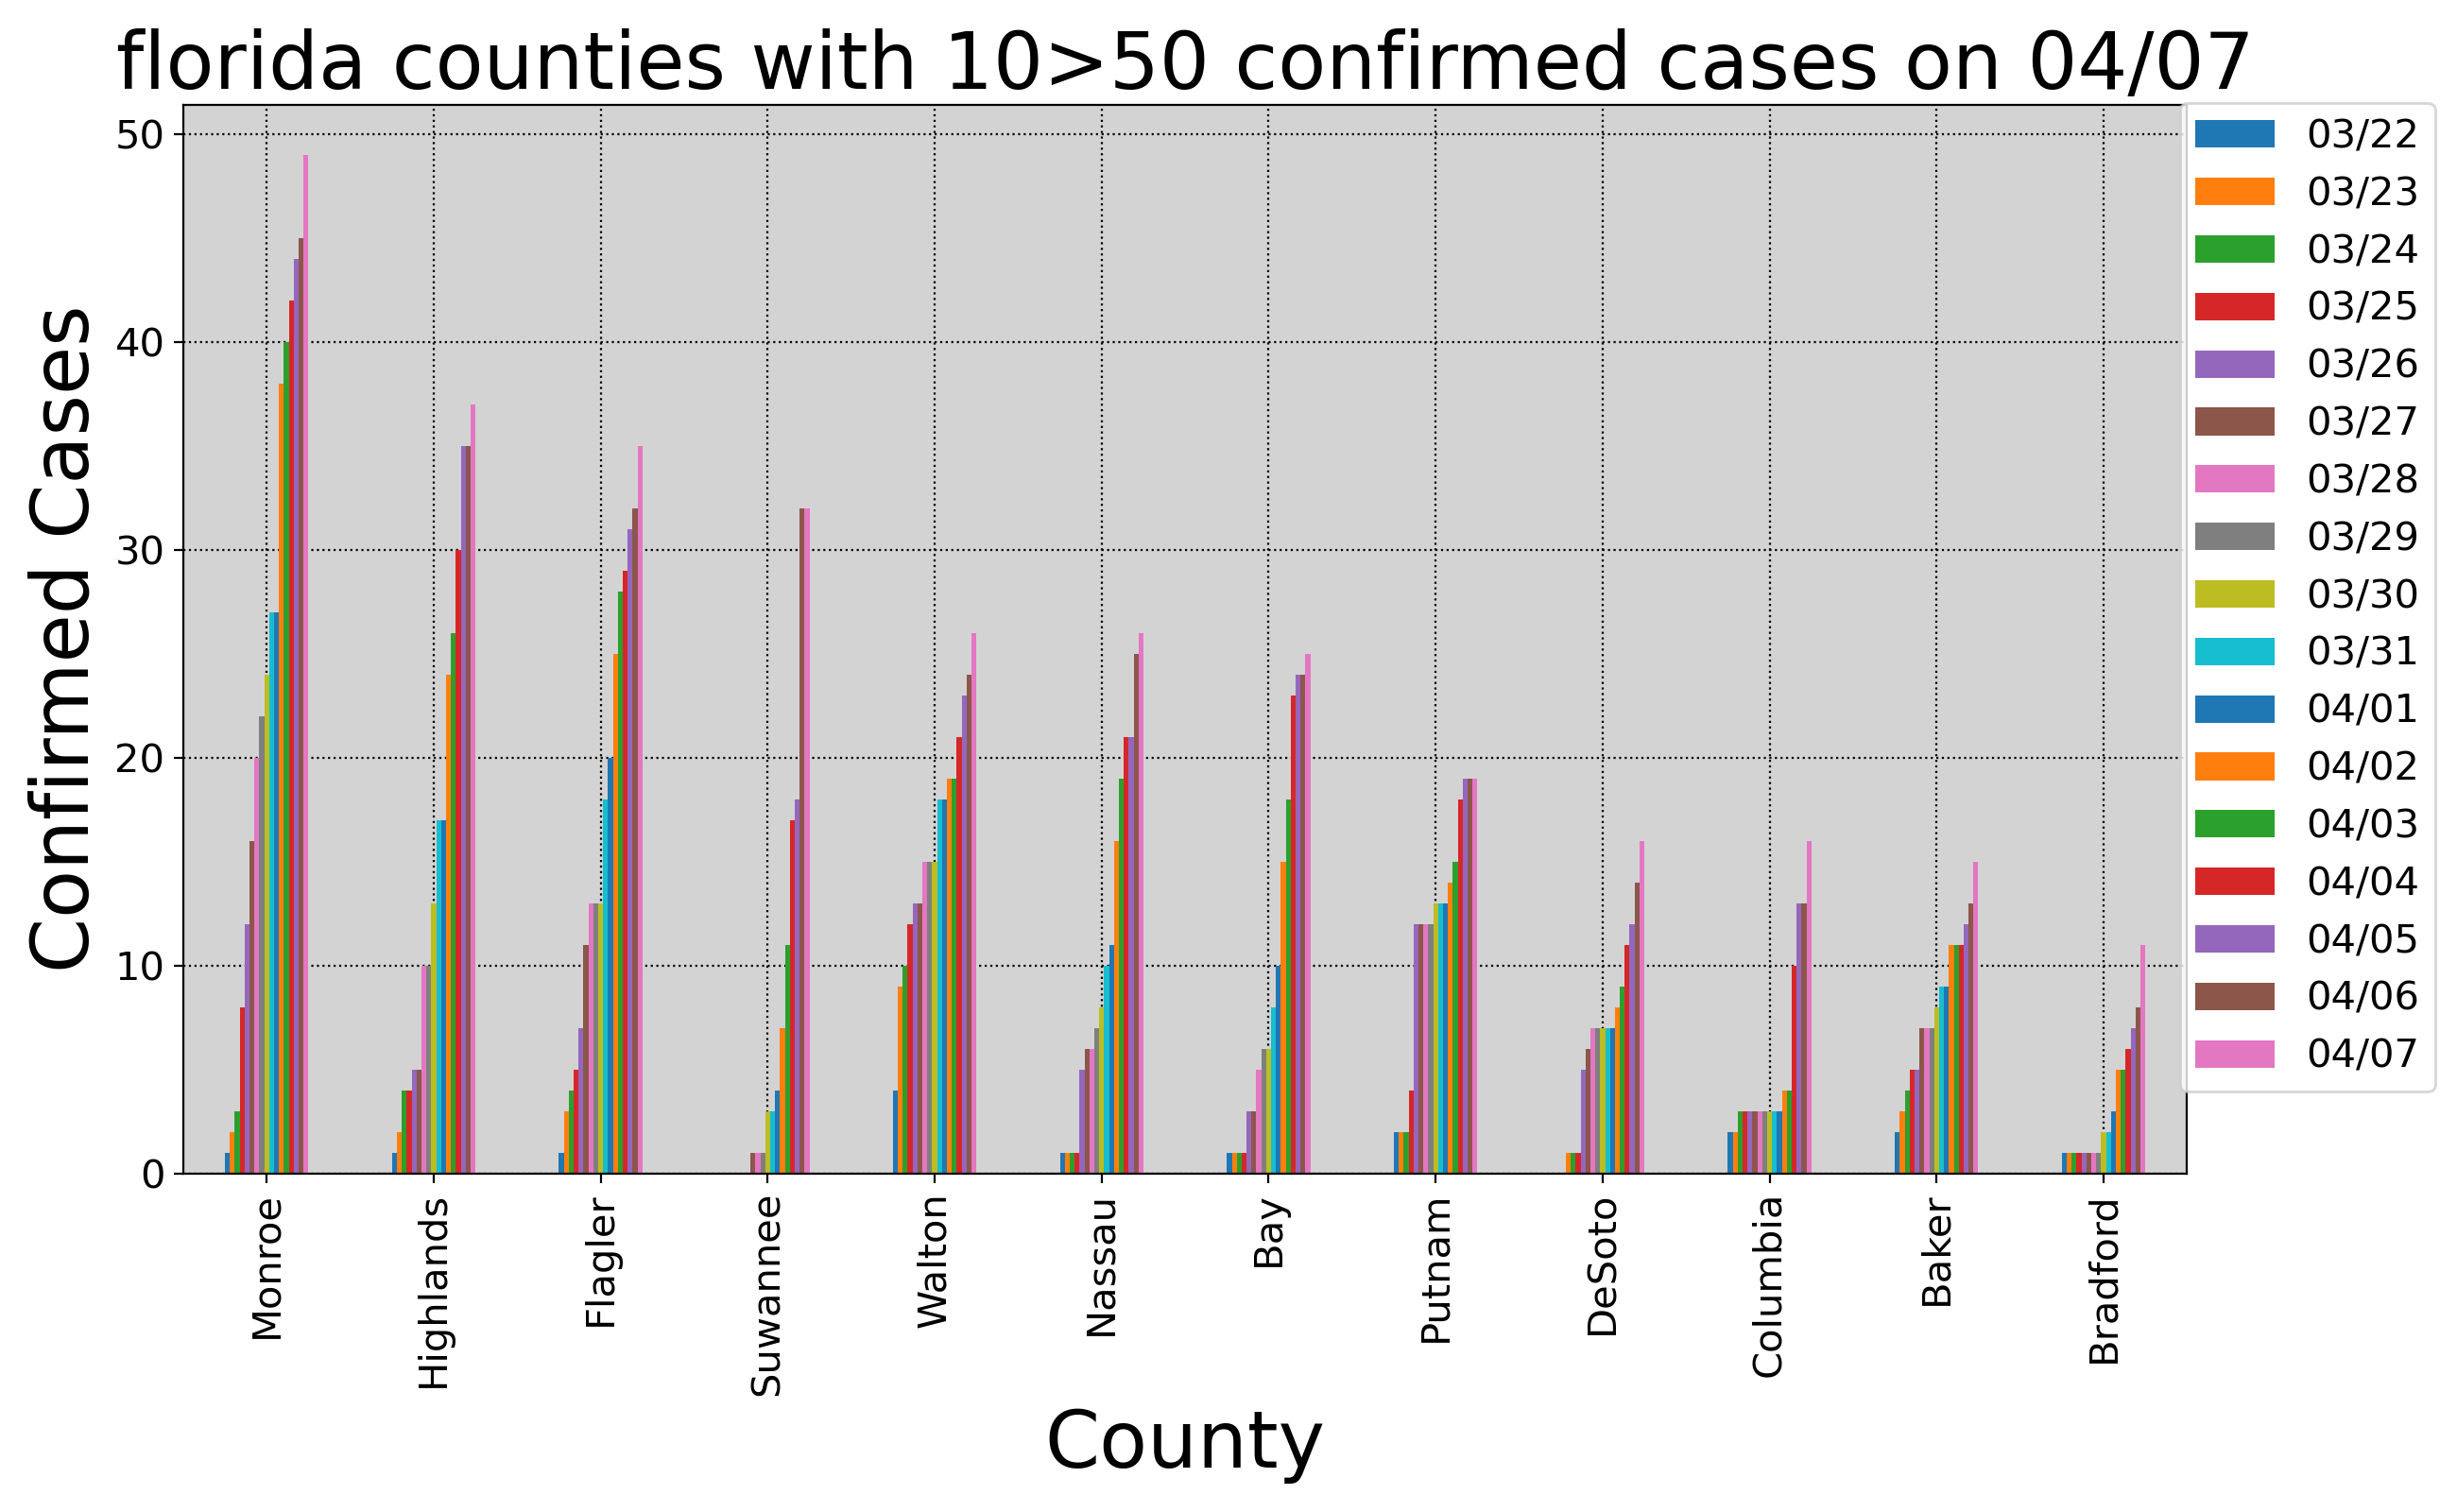 florida counties with 10>50 confirmed cases on 04/07
Confirmed Cases
50
40
30
20
10
0
03/22
03/23
03/24
03/25
03/26
03/27
03/28
03/29
03/30
03/31
04/01
04/02
04/03
04/04
04/05
04/06
04/07
Monroe
Highlands
Flagler
Suwannee
Walton
Nassau
Bay
Putnam
DeSoto
Columbia
Baker
Bradford
County